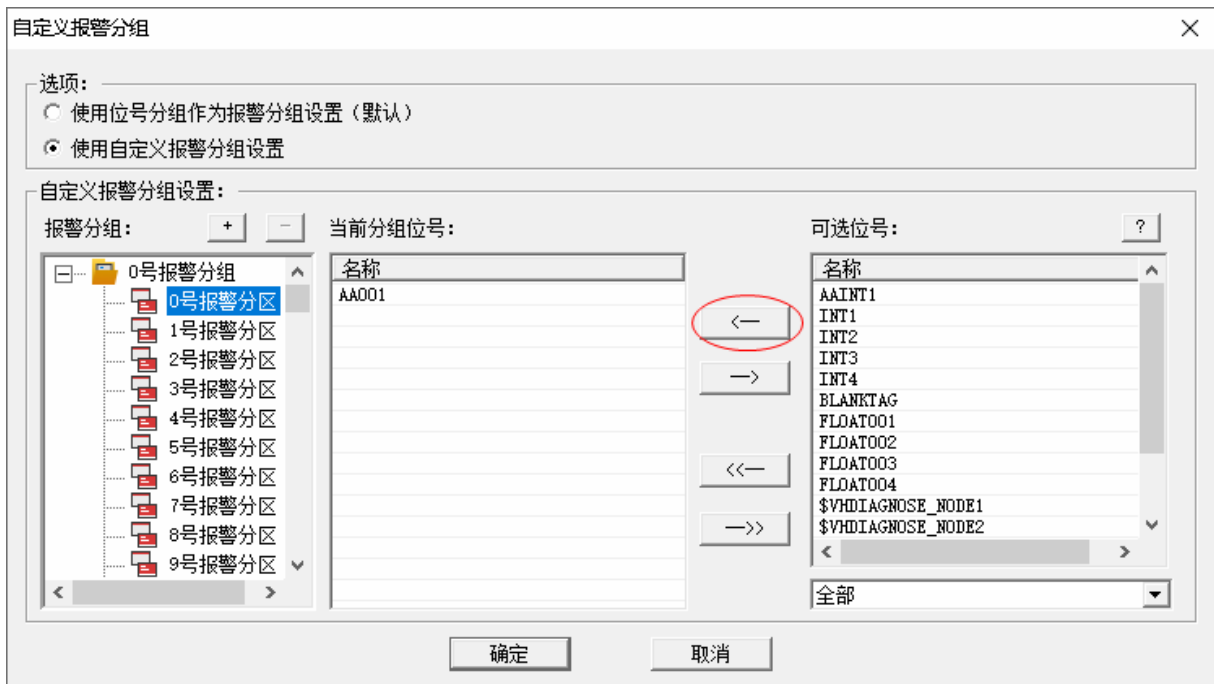 自定义报警分组
选项:
使用位号分组作为报警分组设置(默认)
使用自定义报警分组设置
自定义报警分组设置:
报警分组: + −
当前分组位号:
可选位号: ?
0号报警分组
0号报警分区
1号报警分区
2号报警分区
3号报警分区
4号报警分区
5号报警分区
6号报警分区
7号报警分区
8号报警分区
9号报警分区
名称
AA001
<—
—>
<<—
—>>
名称
AAINT1
INT1
INT2
INT3
INT4
BLANKTAG
FLOAT001
FLOAT002
FLOAT003
FLOAT004
$VHDIAGNOSE_NODE1
$VHDIAGNOSE_NODE2
全部
确定
取消